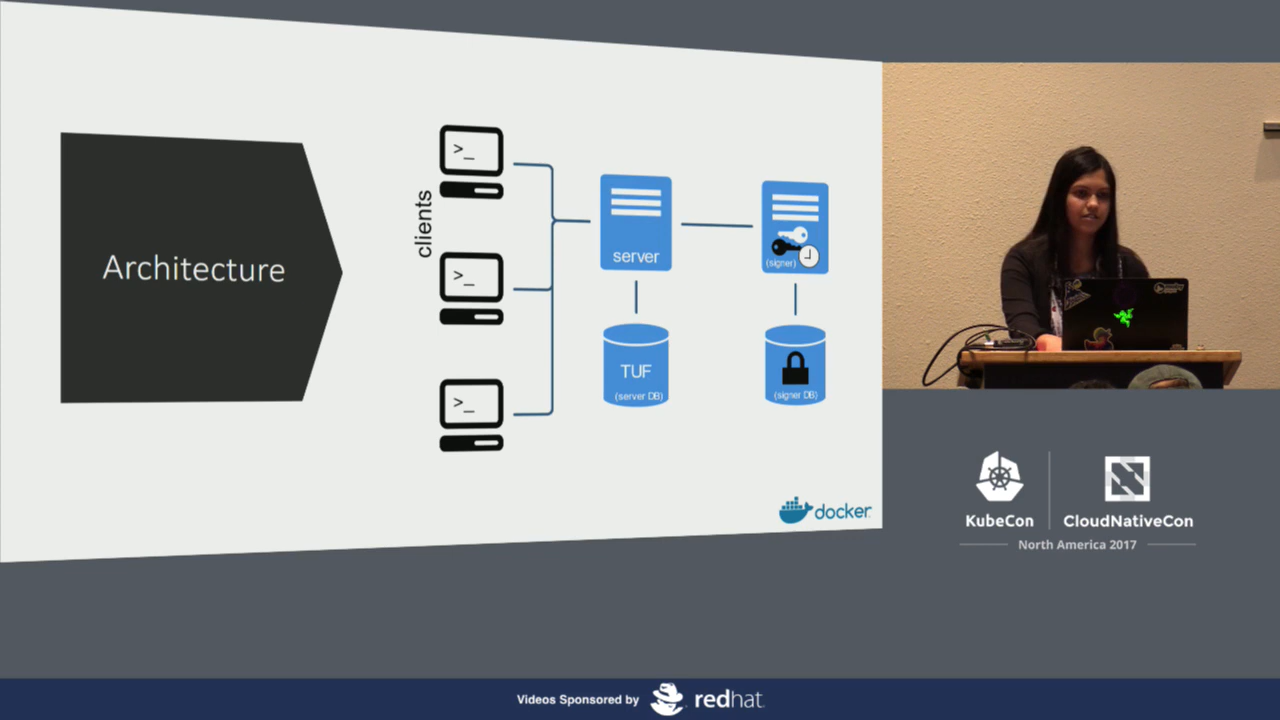 Architecture
clients
>_
>_
>_
server
(signer)
TUF
(server DB)
(signer DB)
docker
KubeCon
CloudNativeCon
North America 2017
Videos Sponsored by
redhat.